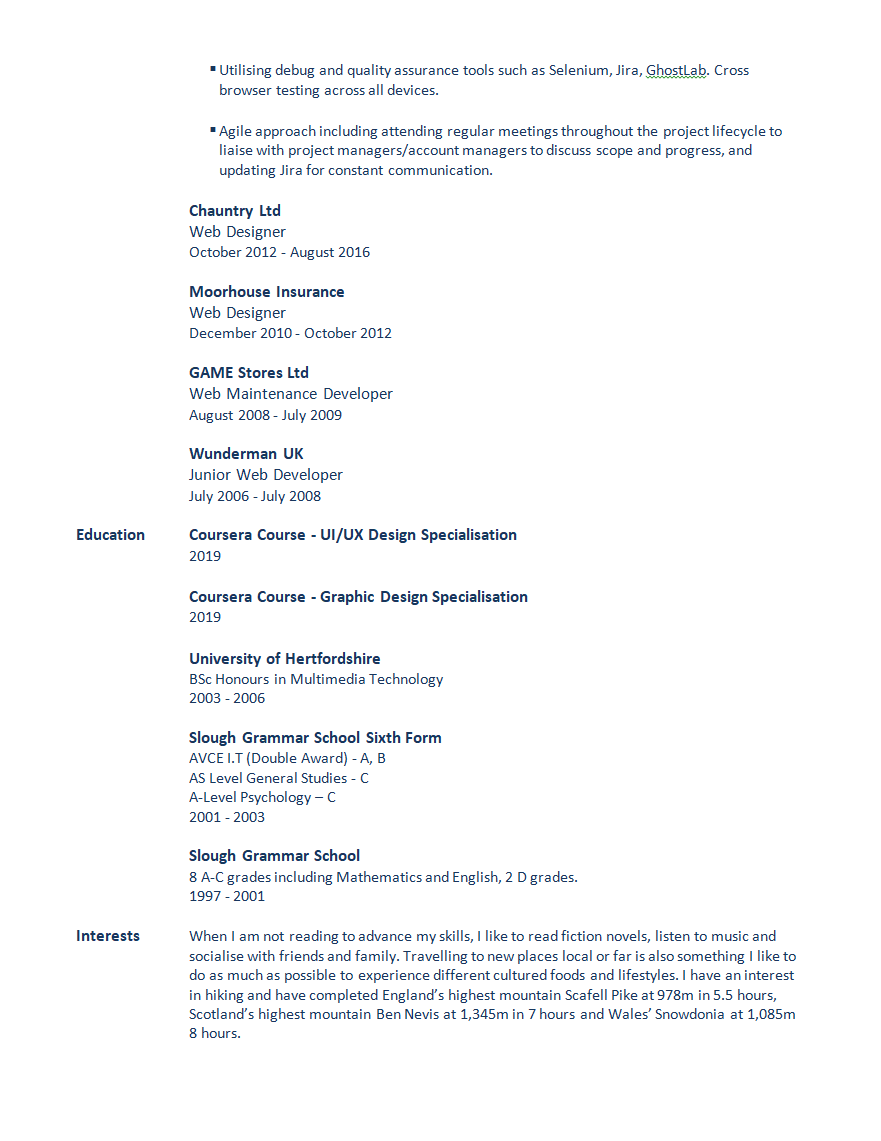 ▪ Utilising debug and quality assurance tools such as Selenium, Jira, GhostLab. Cross
browser testing across all devices.
▪ Agile approach including attending regular meetings throughout the project lifecycle to
liaise with project managers/account managers to discuss scope and progress, and
updating Jira for constant communication.
Chauntry Ltd
Web Designer
October 2012 - August 2016
Moorhouse Insurance
Web Designer
December 2010 - October 2012
GAME Stores Ltd
Web Maintenance Developer
August 2008 - July 2009
Wunderman UK
Junior Web Developer
July 2006 - July 2008
Education
Coursera Course - UI/UX Design Specialisation
2019
Coursera Course - Graphic Design Specialisation
2019
University of Hertfordshire
BSc Honours in Multimedia Technology
2003 - 2006
Slough Grammar School Sixth Form
AVCE I.T (Double Award) - A, B
AS Level General Studies - C
A-Level Psychology – C
2001 - 2003
Slough Grammar School
8 A-C grades including Mathematics and English, 2 D grades.
1997 - 2001
Interests
When I am not reading to advance my skills, I like to read fiction novels, listen to music and
socialise with friends and family. Travelling to new places local or far is also something I like to
do as much as possible to experience different cultured foods and lifestyles. I have an interest
in hiking and have completed England’s highest mountain Scafell Pike at 978m in 5.5 hours,
Scotland’s highest mountain Ben Nevis at 1,345m in 7 hours and Wales’ Snowdonia at 1,085m
8 hours.